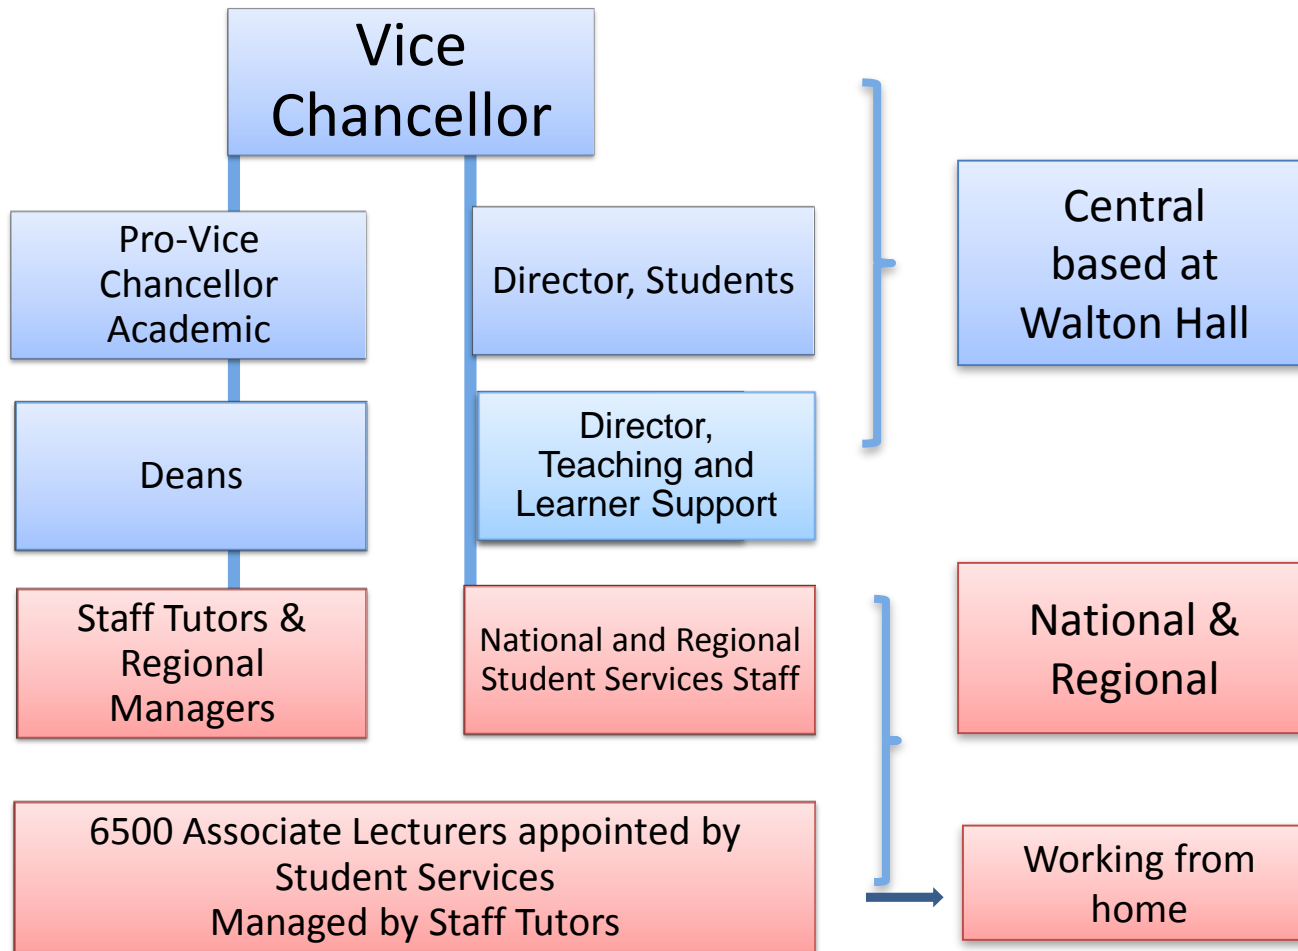 Vice
Chancellor
Pro-Vice
Chancellor
Academic
Director, Students
Central
based at
Walton Hall
Deans
Director,
Teaching and
Learner Support
Staff Tutors &
Regional
Managers
National and Regional
Student Services Staff
National &
Regional
6500 Associate Lecturers appointed by
Student Services
Managed by Staff Tutors
Working from
home